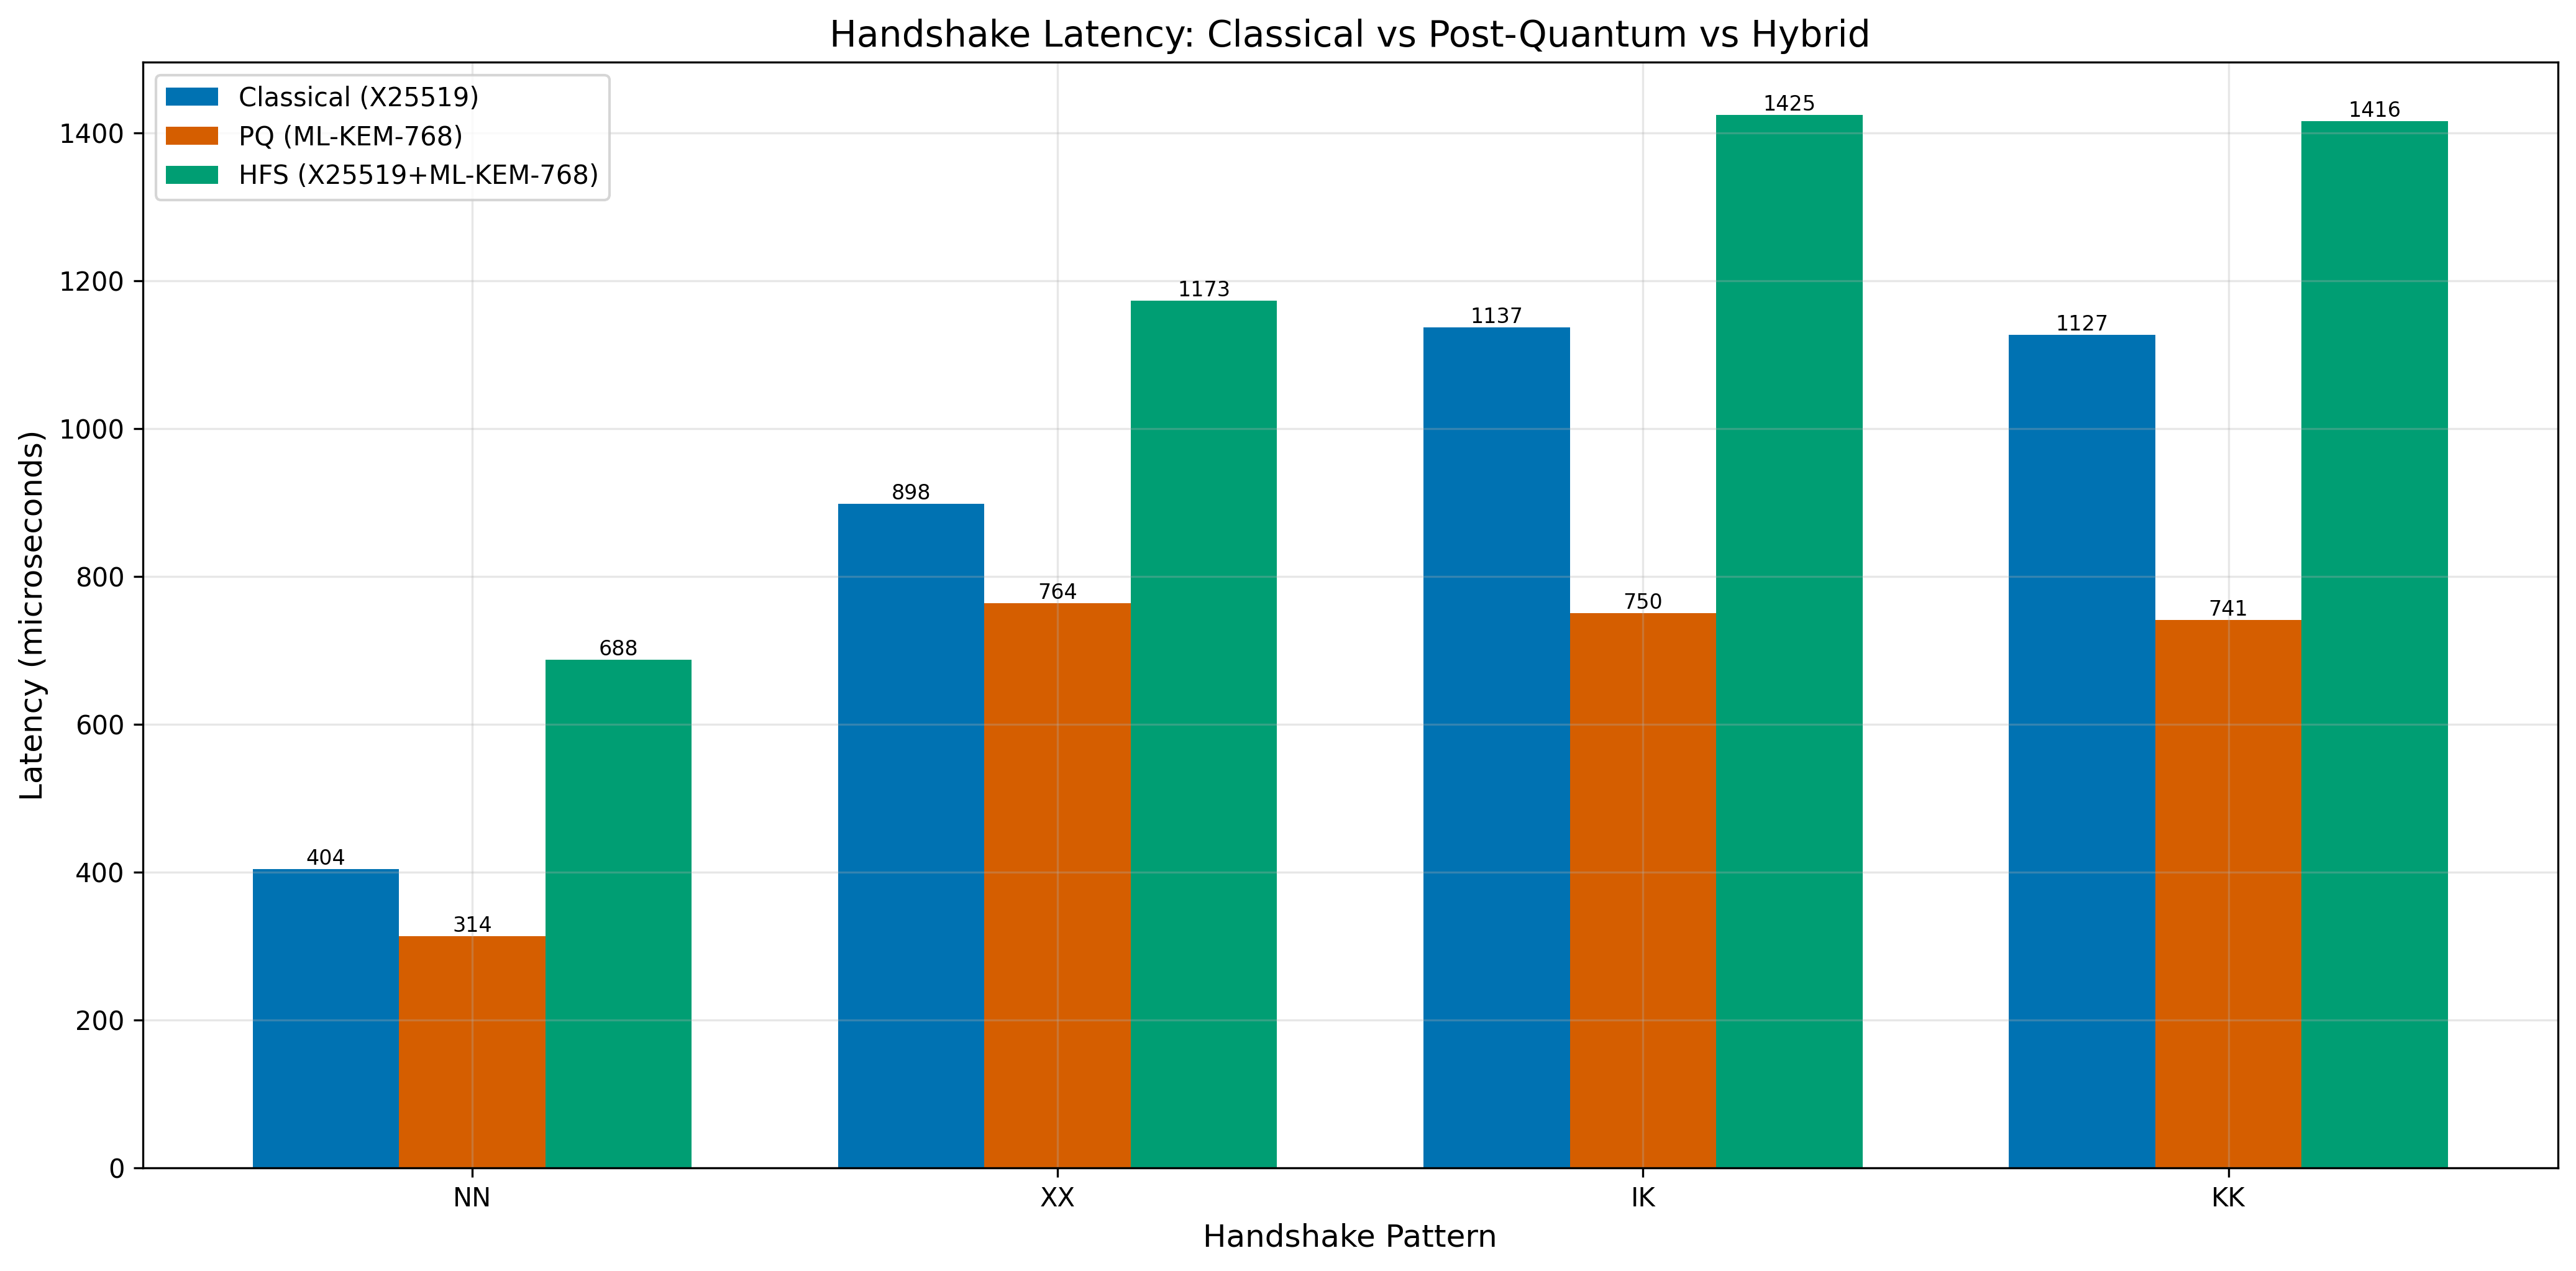 Handshake Latency: Classical vs Post-Quantum vs Hybrid
Classical (X25519)
PQ (ML-KEM-768)
HFS (X25519+ML-KEM-768)
Latency (microseconds)
1400
1200
1000
800
600
400
200
0
404
314
688
898
764
1173
1137
750
1425
1127
741
1416
NN
XX
IK
KK
Handshake Pattern